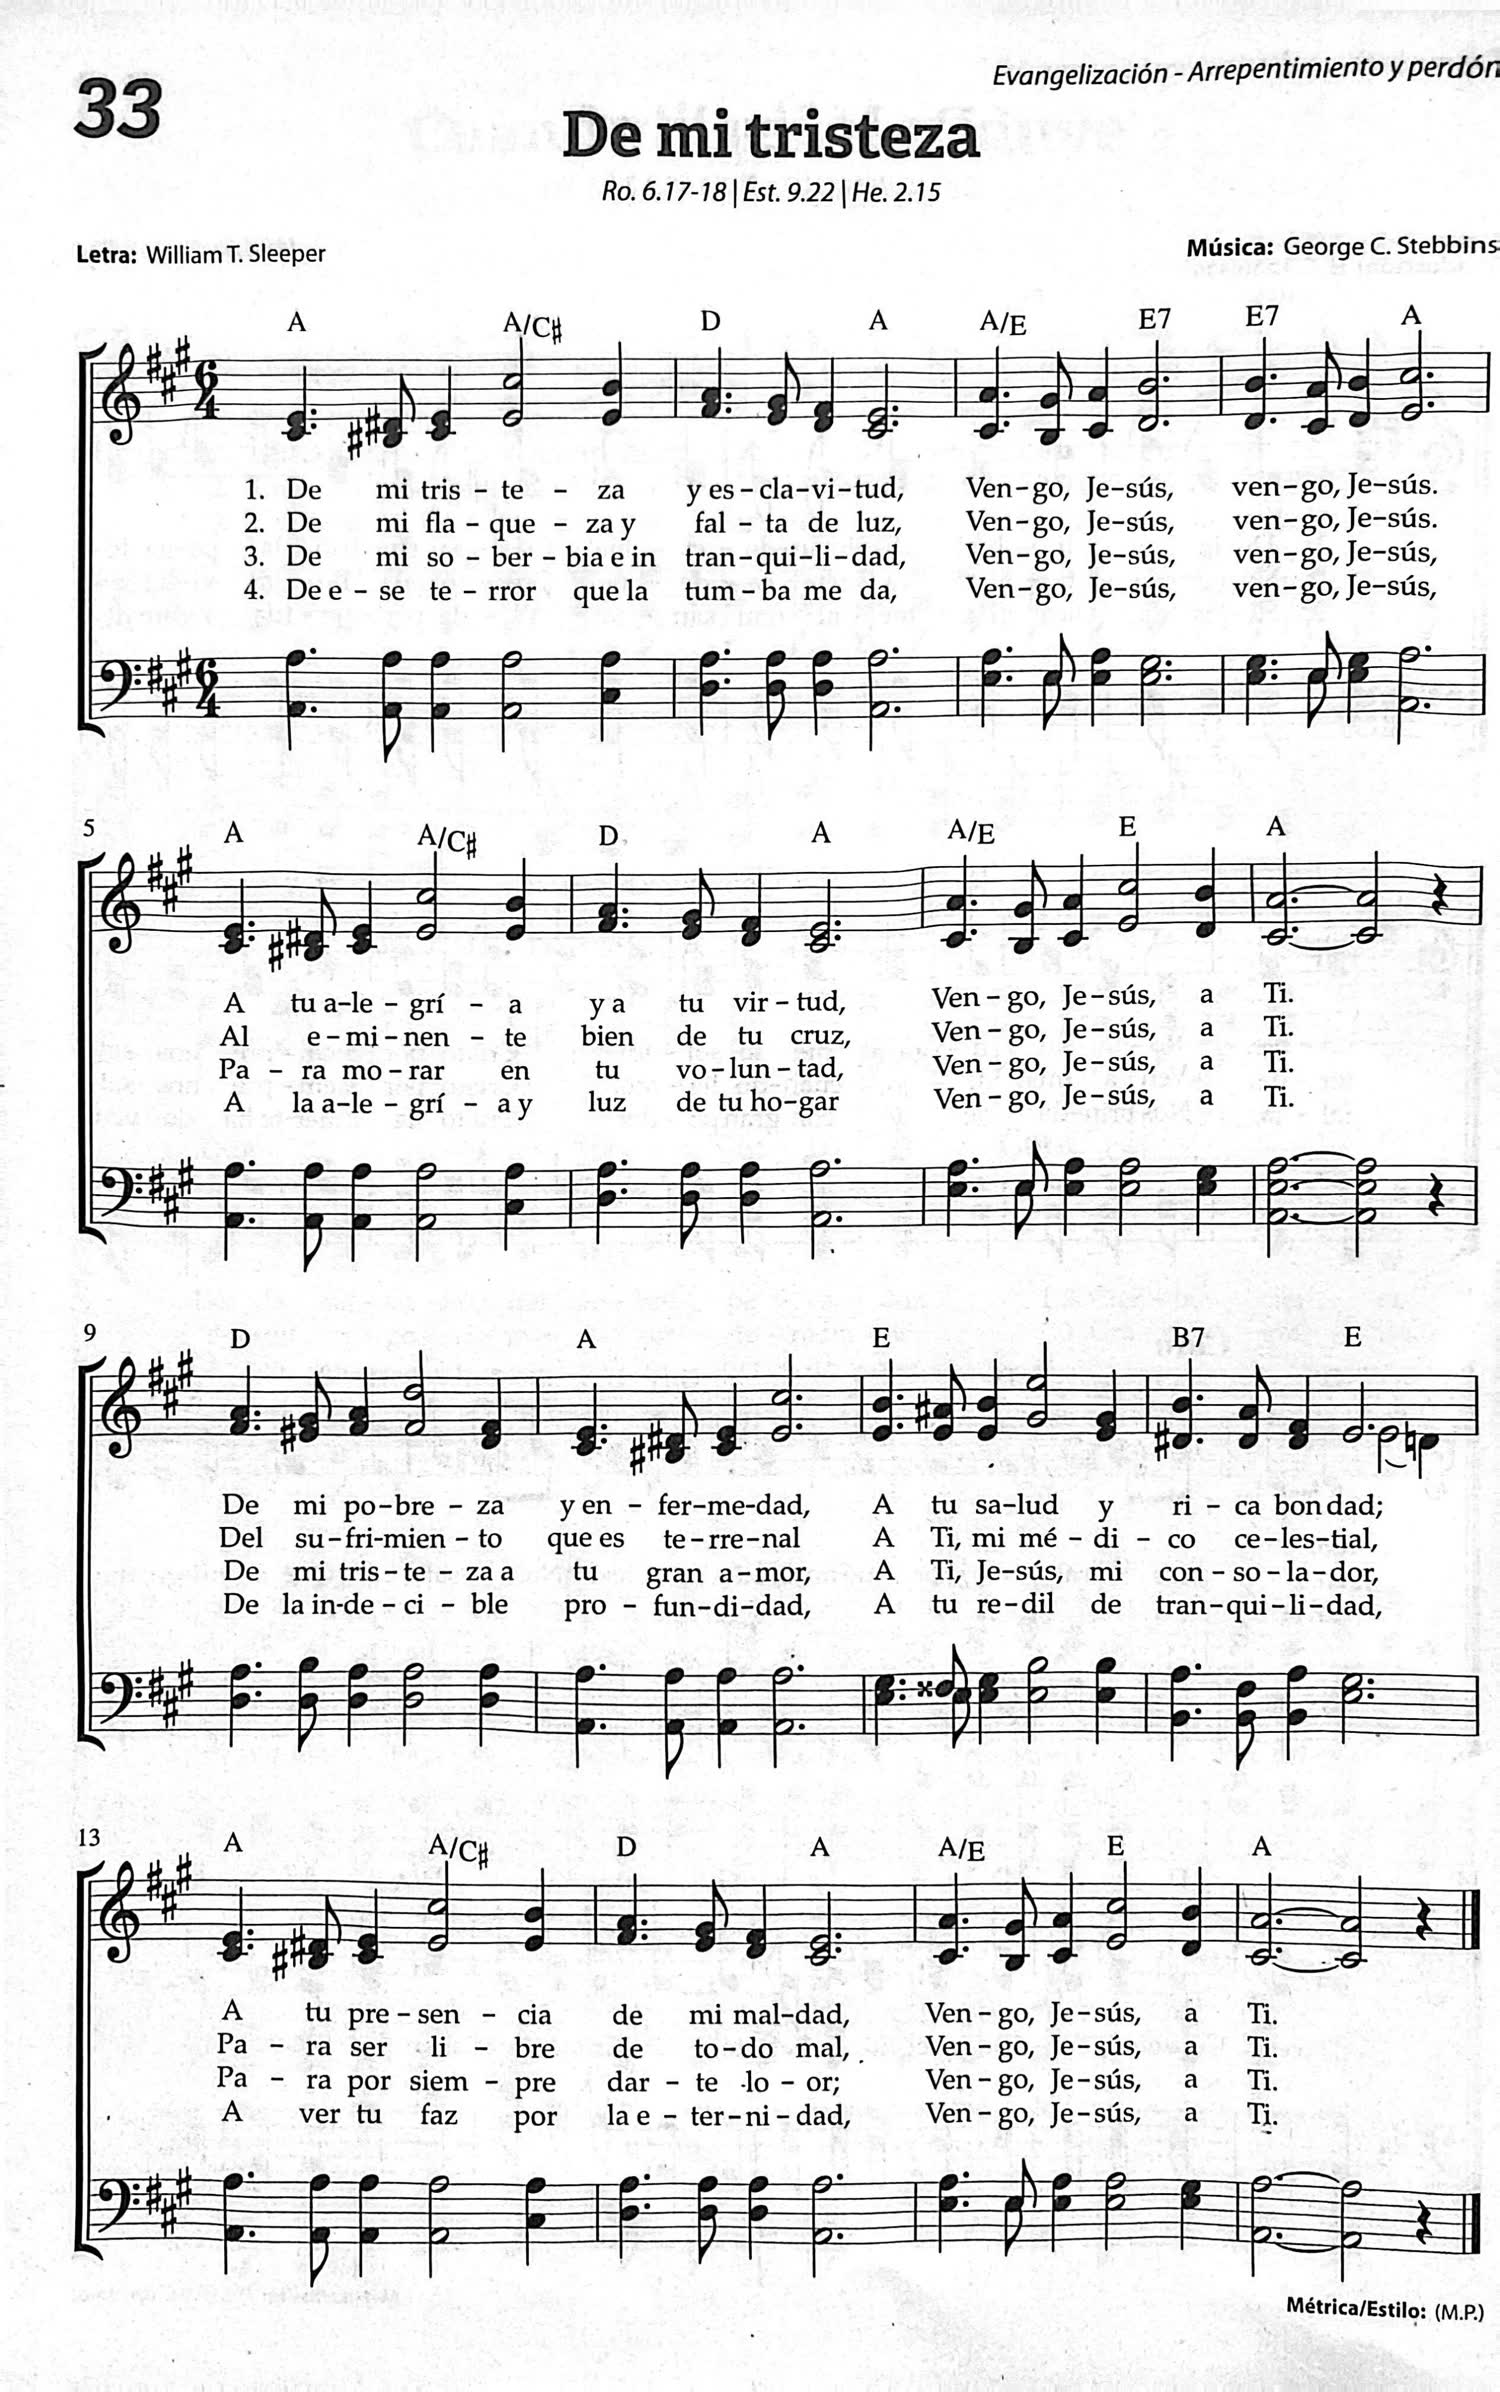 33
Evangelización - Arrepentimiento y perdón
De mi tristeza
Ro. 6.17-18 | Est. 9.22 | He. 2.15
Letra: William T. Sleeper
Música: George C. Stebbins
A A/C♯ D A A/E E7 E7 A
6/4
1. De mi tris – te – za y es–cla–vi–tud, Ven–go, Je–sús, ven–go, Je–sús.
2. De mi fla – que – za y fal – ta de luz, Ven–go, Je–sús, ven–go, Je–sús.
3. De mi so – ber – bia e in tran–qui–li–dad, Ven–go, Je–sús, ven–go, Je–sús,
4. De e – se te – rror que la tum–ba me da, Ven–go, Je–sús, ven–go, Je–sús,
6/4
5
A A/C♯ D A A/E E A
A tu a–le – grí – a y a tu vir–tud, Ven–go, Je–sús, a Ti.
Al e–mi–nen – te bien de tu cruz, Ven–go, Je–sús, a Ti.
Pa – ra mo–rar en tu vo–lun–tad, Ven–go, Je–sús, a Ti.
A la a–le – grí – a y luz de tu ho–gar Ven–go, Je–sús, a Ti.
9
D A E B7 E
De mi po–bre – za y en – fer–me–dad, A tu sa–lud y ri – ca bon dad;
Del su–fri–mien – to que es te–rre–nal A Ti, mi mé – di – co ce–les–tial,
De mi tris–te – za a tu gran a–mor, A Ti, Je–sús, mi con – so – la–dor,
De la in–de – ci – ble pro – fun–di–dad, A tu re–dil de tran–qui–li–dad,
13
A A/C♯ D A A/E E A
A tu pre–sen – cia de mi mal–dad, Ven–go, Je–sús, a Ti.
Pa – ra ser li – bre de to–do mal, Ven–go, Je–sús, a Ti.
Pa – ra por siem – pre dar – te lo – or; Ven–go, Je–sús, a Ti.
A ver tu faz por la e – ter–ni–dad, Ven–go, Je–sús, a Ti.
Métrica/Estilo: (M.P.)